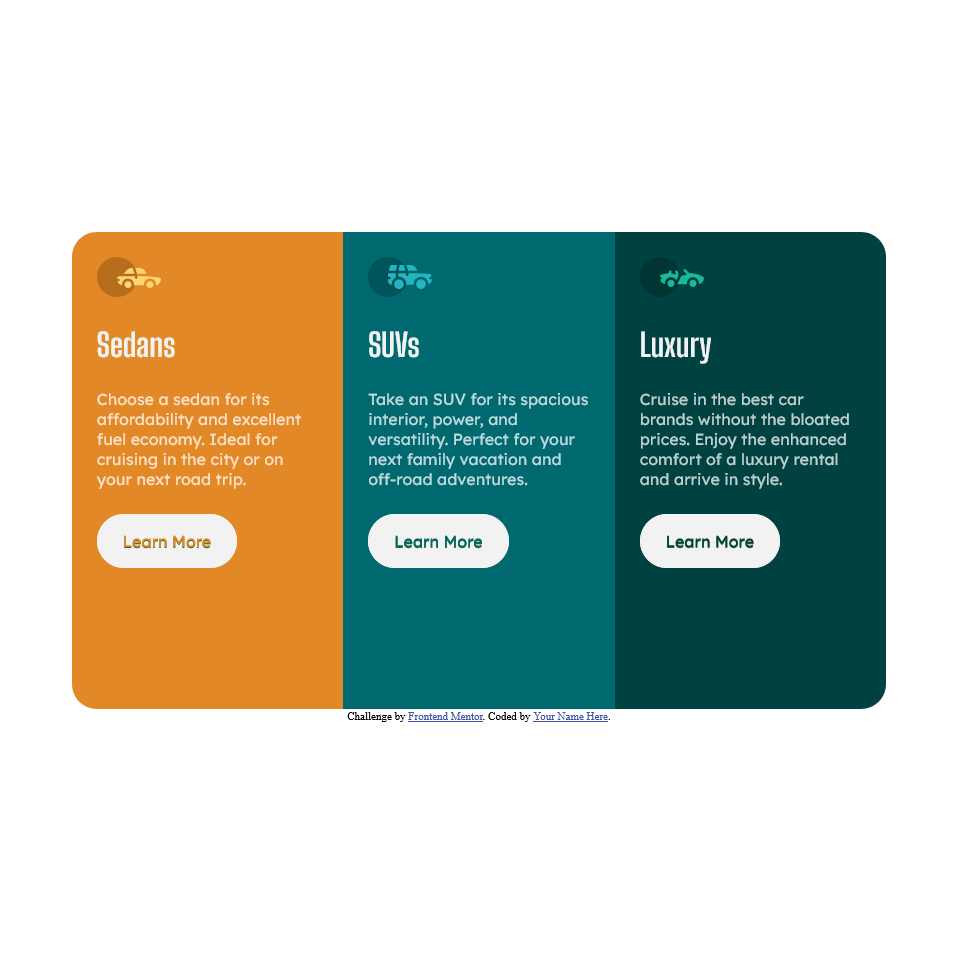 Sedans
Choose a sedan for its
affordability and excellent
fuel economy. Ideal for
cruising in the city or on
your next road trip.
Learn More
SUVs
Take an SUV for its spacious
interior, power, and
versatility. Perfect for your
next family vacation and
off-road adventures.
Learn More
Luxury
Cruise in the best car
brands without the bloated
prices. Enjoy the enhanced
comfort of a luxury rental
and arrive in style.
Learn More
Challenge by Frontend Mentor. Coded by Your Name Here.